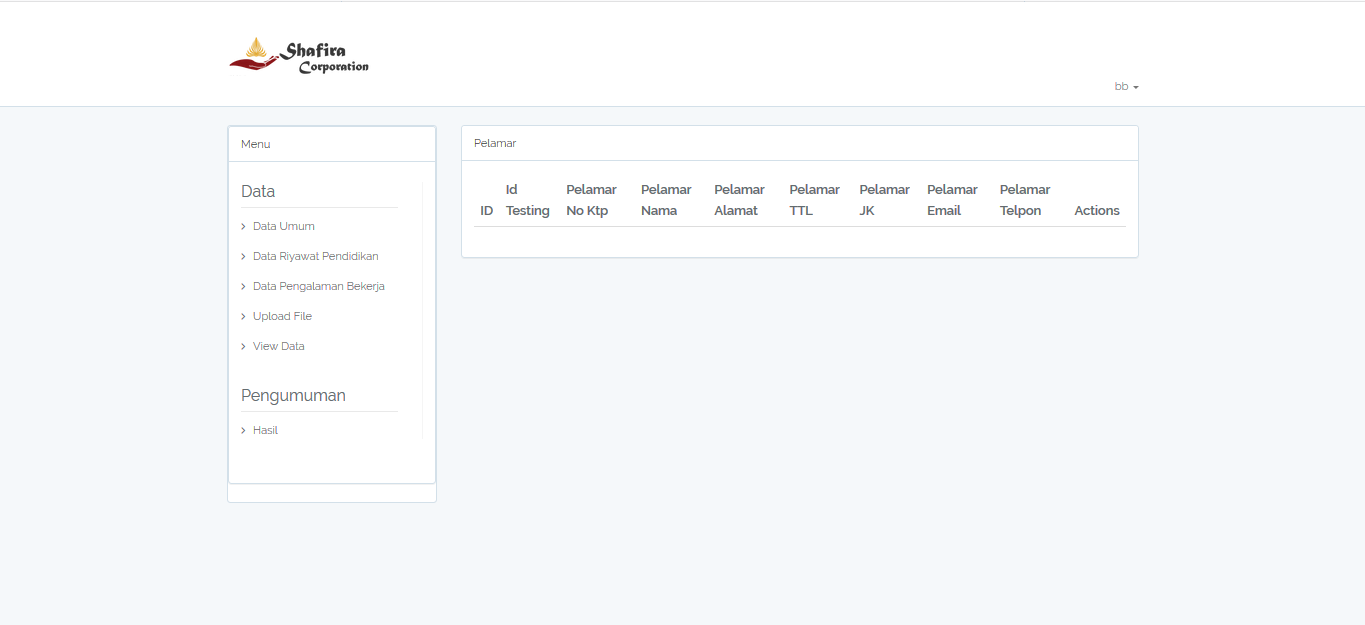 Shafira
Corporation
bb
Menu
Data
Data Umum
Data Riyawat Pendidikan
Data Pengalaman Bekerja
Upload File
View Data
Pengumuman
Hasil
Pelamar
ID Id Testing Pelamar No Ktp Pelamar Nama Pelamar Alamat Pelamar TTL Pelamar JK Pelamar Email Pelamar Telpon Actions